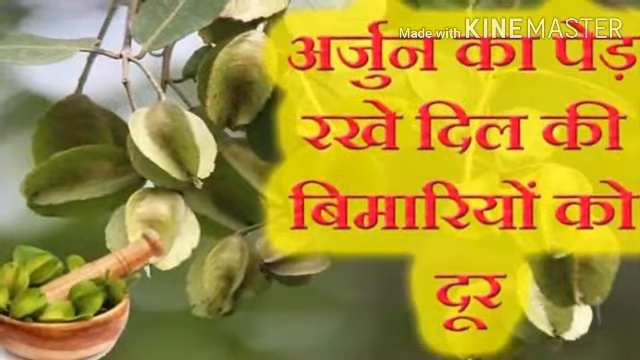 Made with KINEMASTER
अर्जुन का पेड़
रखे दिल की
बिमारियों को
दूर